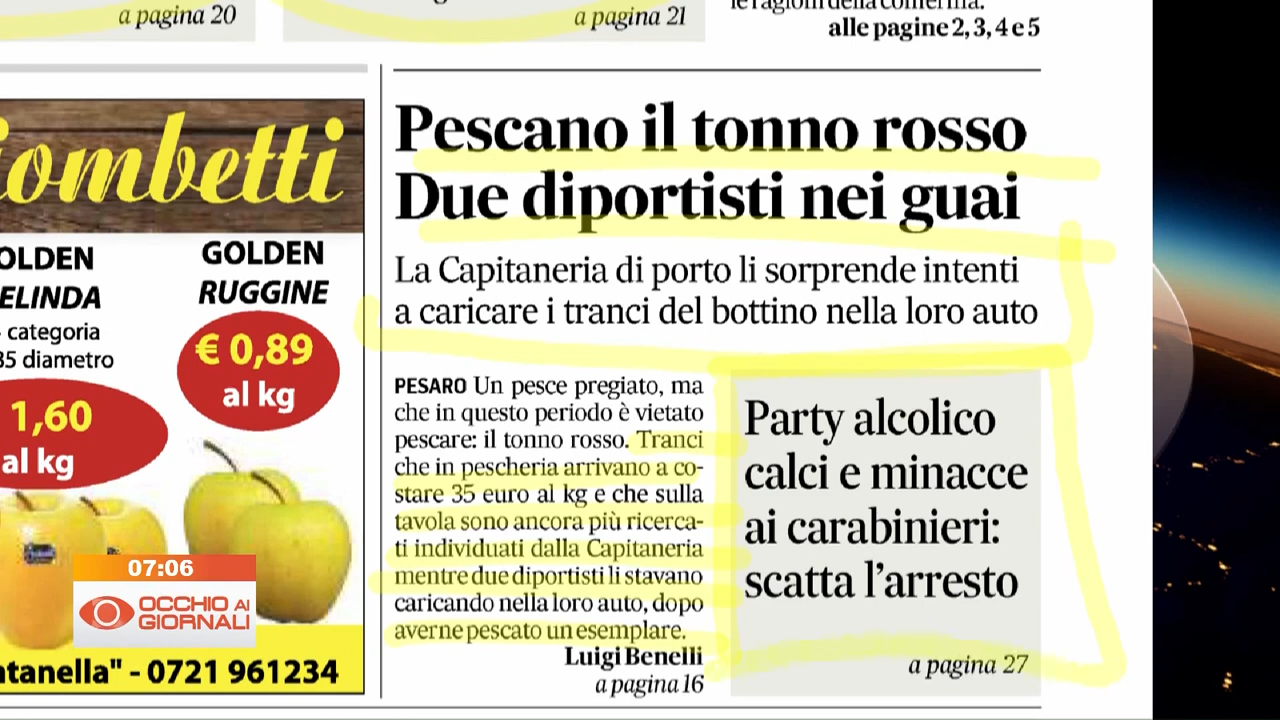 a pagina 20
a pagina 21
alle pagine 2, 3, 4 e 5
iombetti
OLDEN
ELINDA
categoria
35 diametro
1,60
al kg
GOLDEN
RUGGINE
€ 0,89
al kg
ntanella" - 0721 961234
07:06
OCCHIO AI
GIORNALI
Pescano il tonno rosso
Due diportisti nei guai
La Capitaneria di porto li sorprende intenti
a caricare i tranci del bottino nella loro auto
PESARO Un pesce pregiato, ma
che in questo periodo è vietato
pescare: il tonno rosso. Tranci
che in pescheria arrivano a co-
stare 35 euro al kg e che sulla
tavola sono ancora più ricerca-
ti individuati dalla Capitaneria
mentre due diportisti li stavano
caricando nella loro auto, dopo
averne pescato un esemplare.
Luigi Benelli
a pagina 16
Party alcolico
calci e minacce
ai carabinieri:
scatta l'arresto
a pagina 27